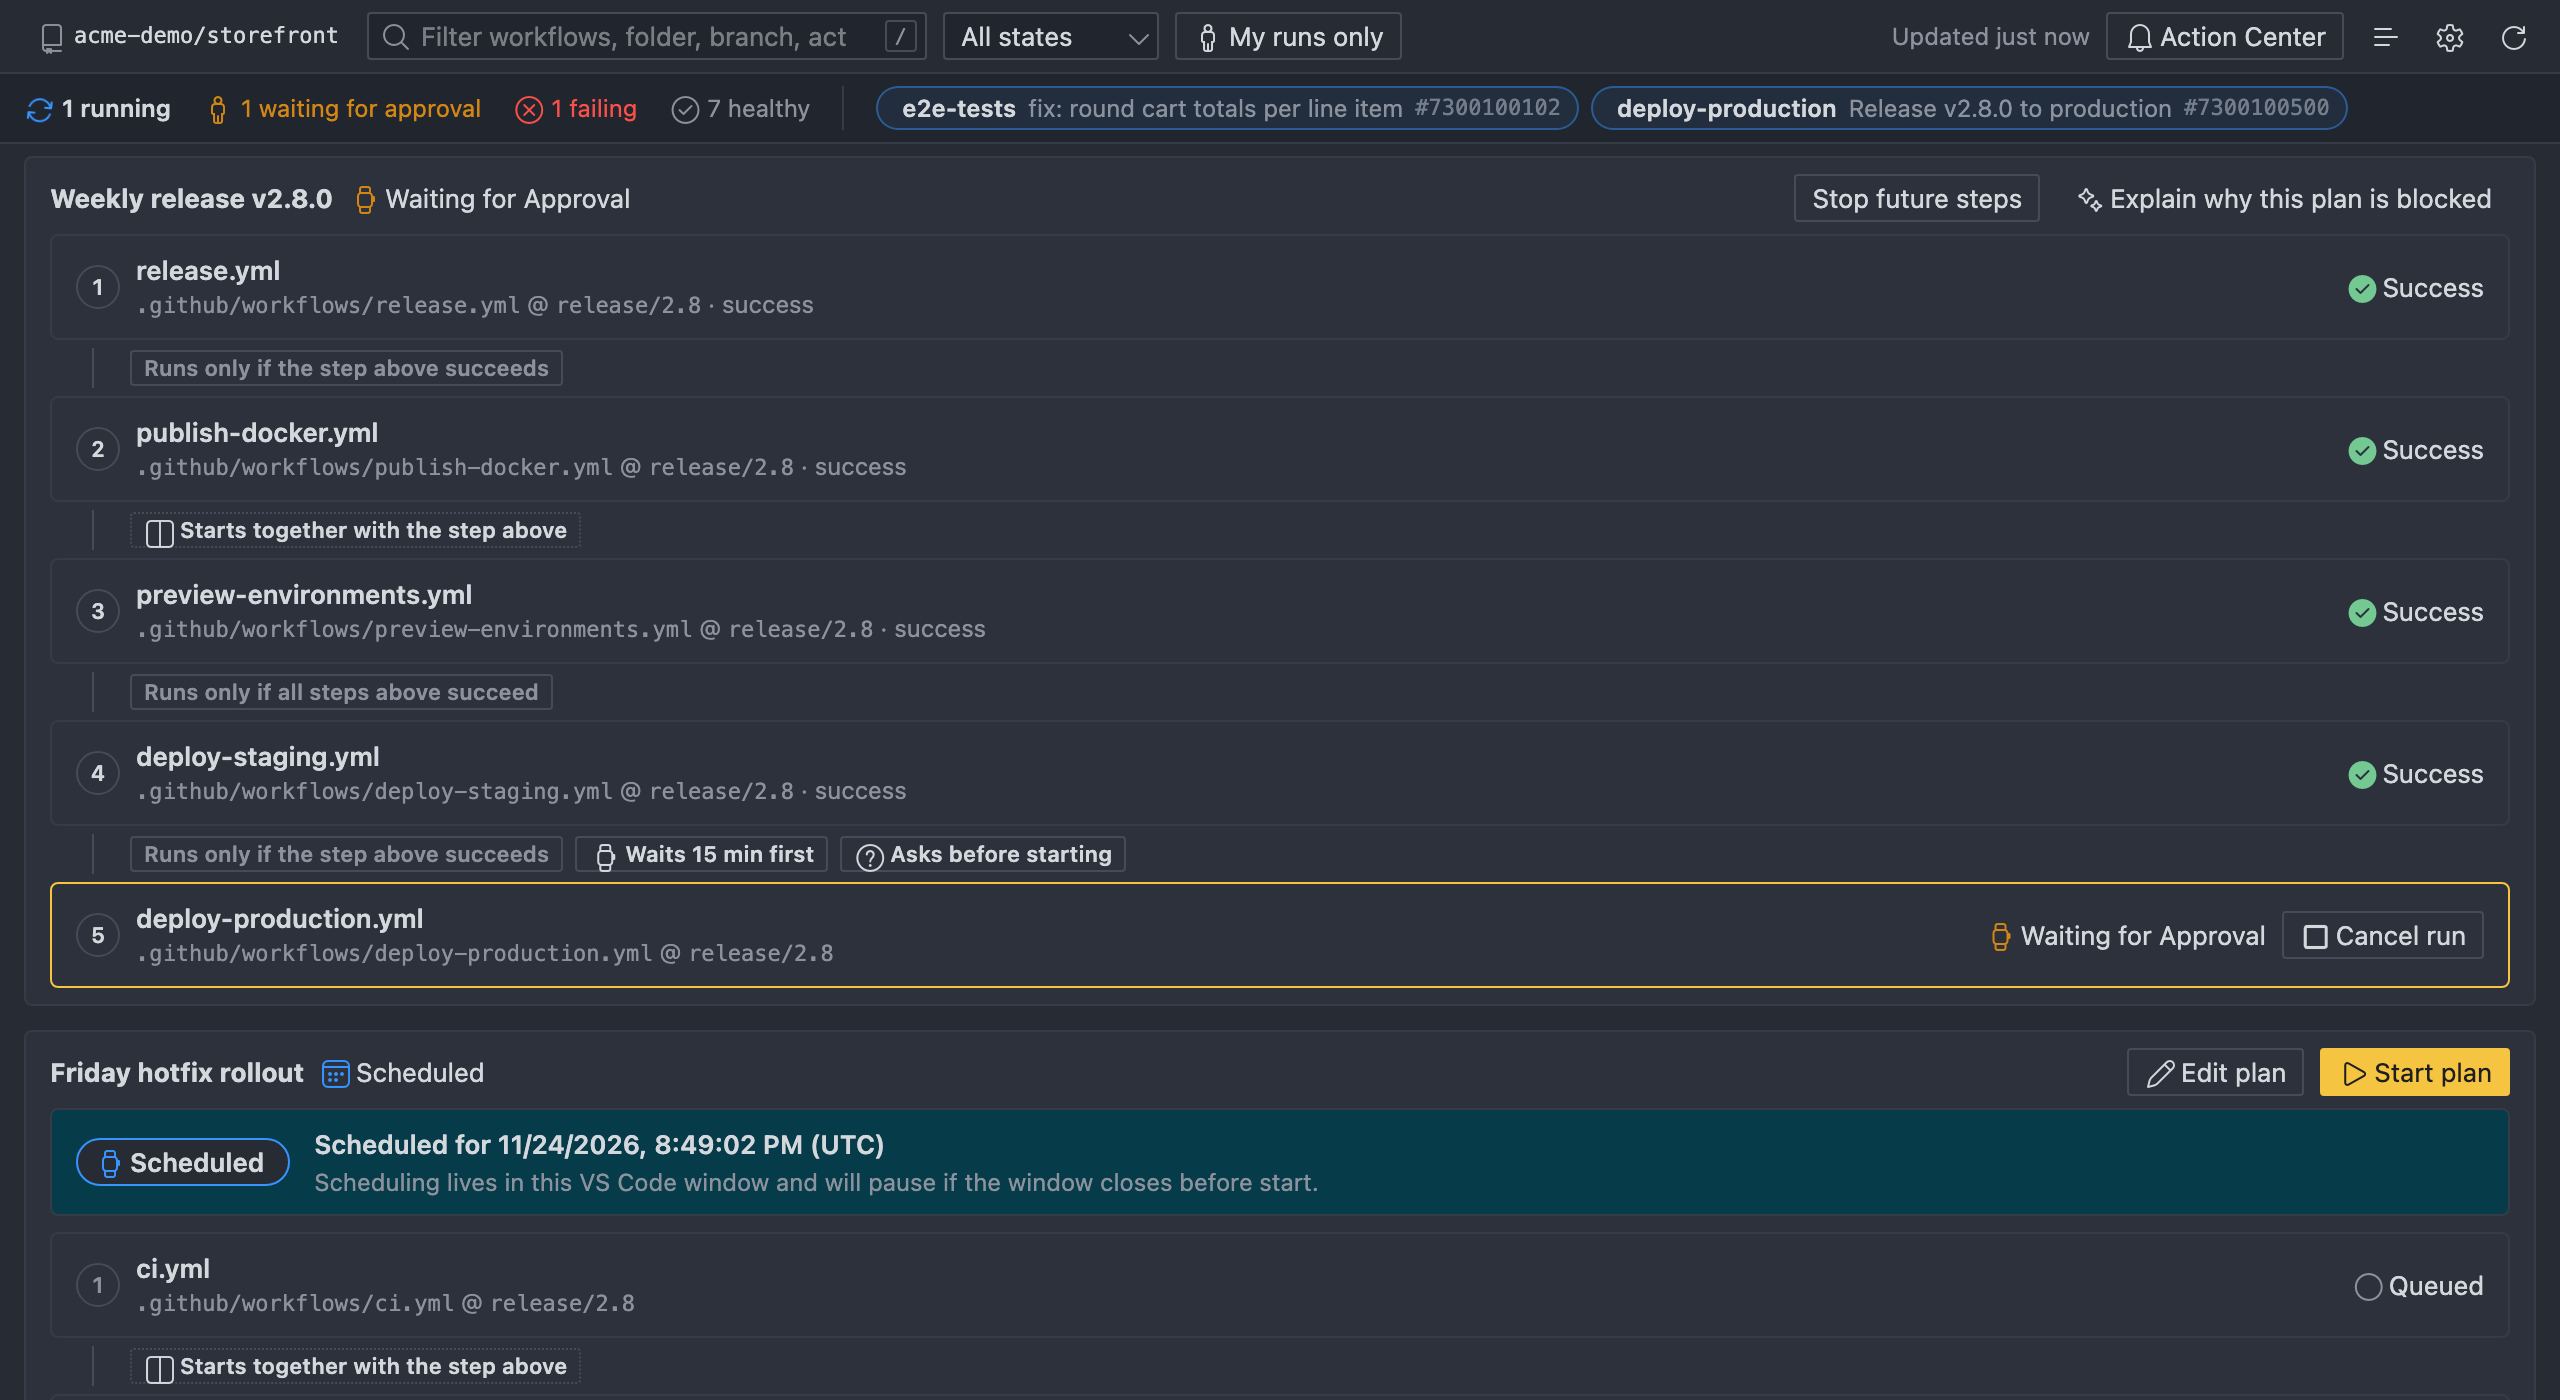 acme-demo/storefront
Filter workflows, folder, branch, act /
All states
My runs only
Updated just now
Action Center
1 running
1 waiting for approval
1 failing
7 healthy
e2e-tests fix: round cart totals per line item #7300100102
deploy-production Release v2.8.0 to production #7300100500
Weekly release v2.8.0 Waiting for Approval
Stop future steps
Explain why this plan is blocked
1 release.yml
.github/workflows/release.yml @ release/2.8 · success
Success
Runs only if the step above succeeds
2 publish-docker.yml
.github/workflows/publish-docker.yml @ release/2.8 · success
Success
Starts together with the step above
3 preview-environments.yml
.github/workflows/preview-environments.yml @ release/2.8 · success
Success
Runs only if all steps above succeed
4 deploy-staging.yml
.github/workflows/deploy-staging.yml @ release/2.8 · success
Success
Runs only if the step above succeeds
Waits 15 min first
Asks before starting
5 deploy-production.yml
.github/workflows/deploy-production.yml @ release/2.8
Waiting for Approval
Cancel run
Friday hotfix rollout Scheduled
Edit plan
Start plan
Scheduled
Scheduled for 11/24/2026, 8:49:02 PM (UTC)
Scheduling lives in this VS Code window and will pause if the window closes before start.
1 ci.yml
.github/workflows/ci.yml @ release/2.8
Queued
Starts together with the step above